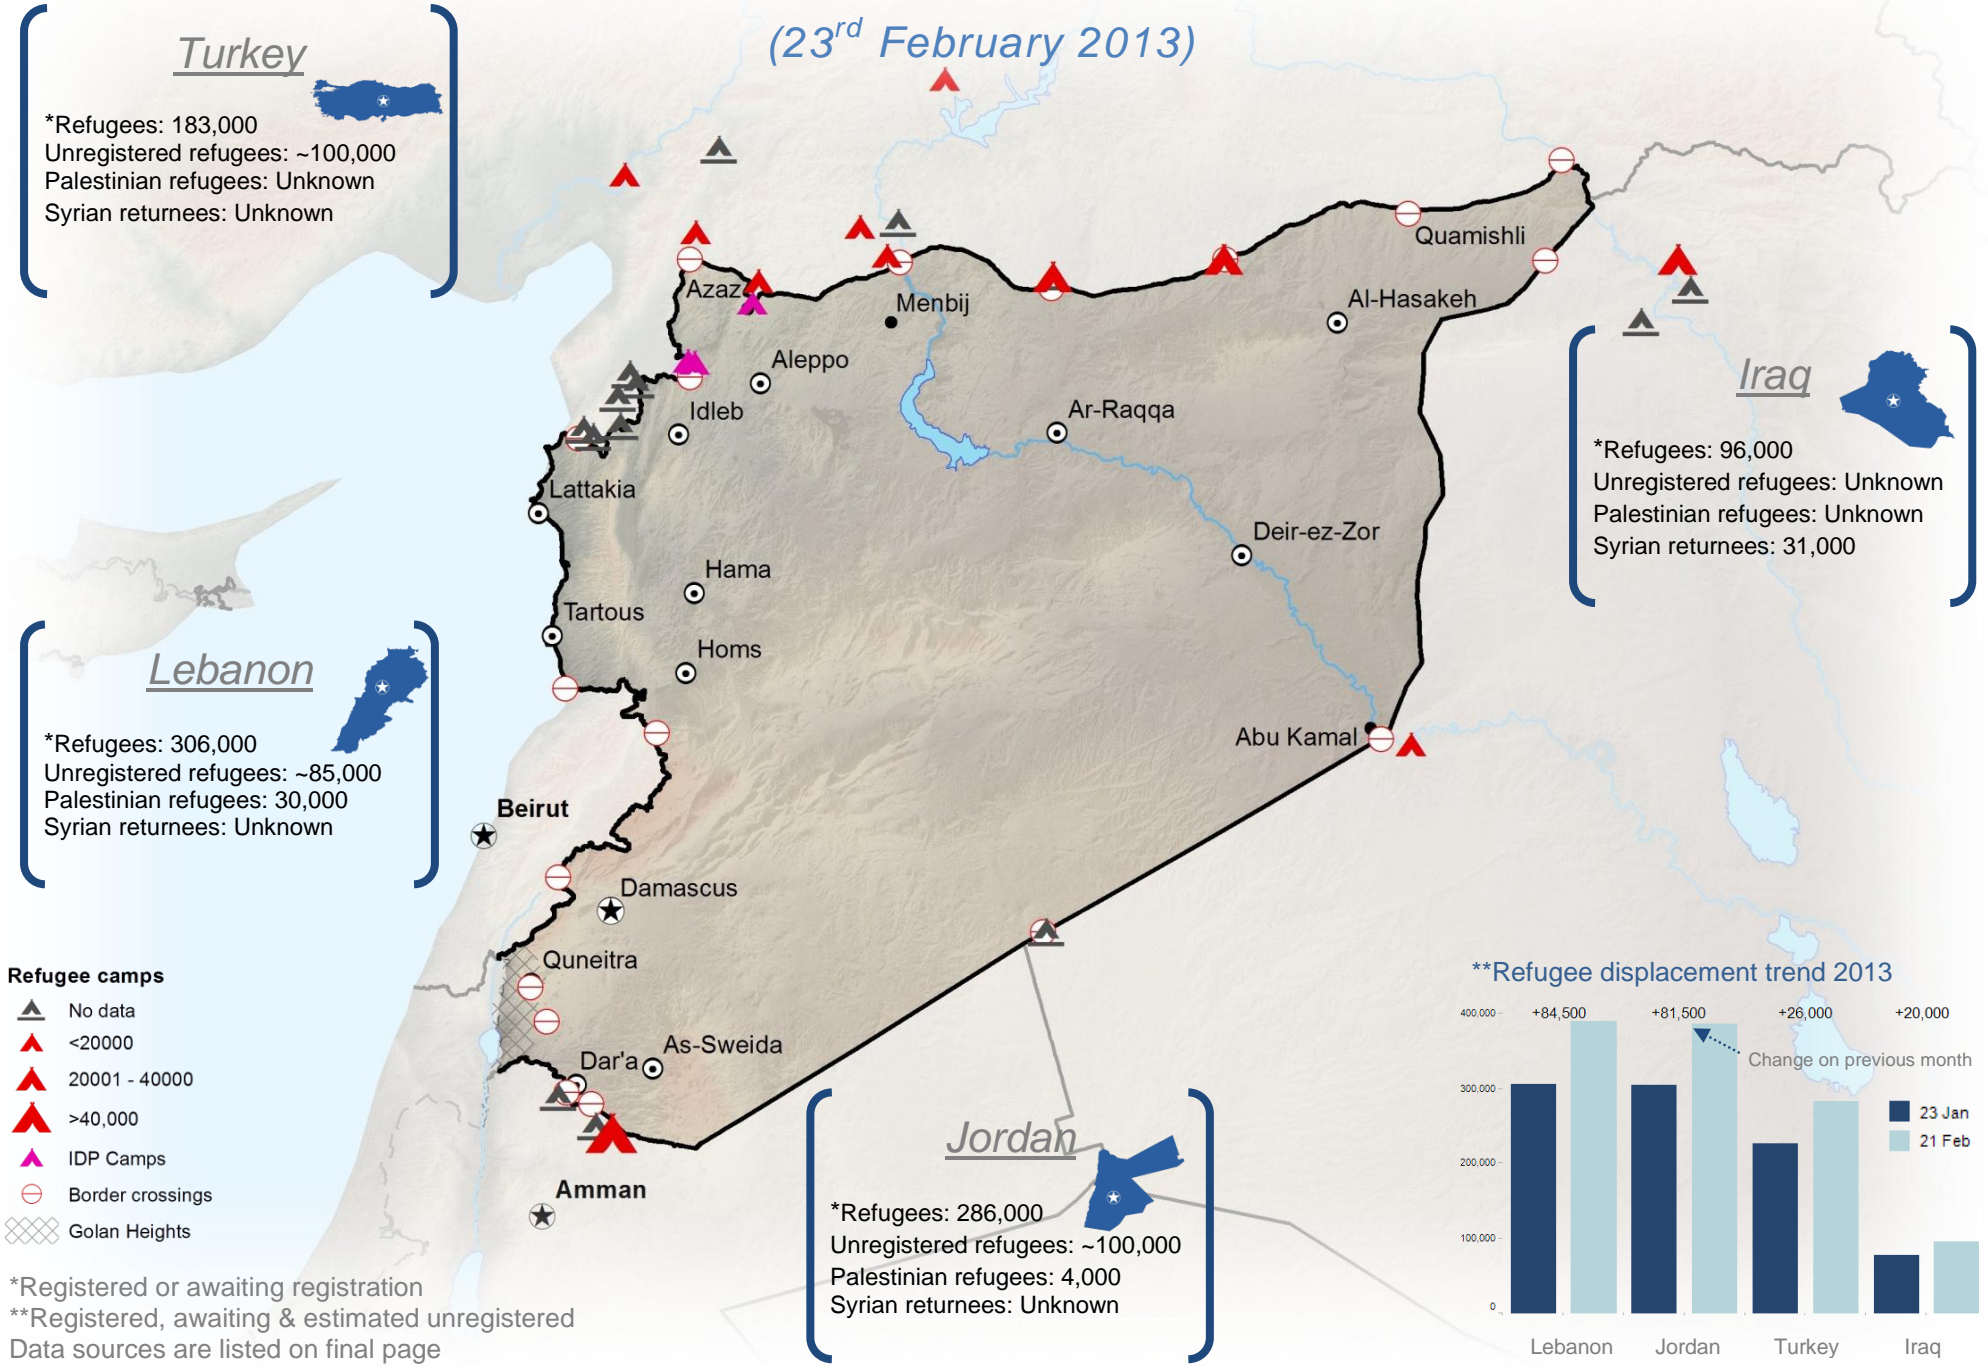 (23rd February 2013)
Turkey
*Refugees: 183,000
Unregistered refugees: ~100,000
Palestinian refugees: Unknown
Syrian returnees: Unknown
Quamishli
Azaz
Menbij
Al-Hasakeh
Aleppo
Idleb
Ar-Raqqa
Iraq
*Refugees: 96,000
Unregistered refugees: Unknown
Palestinian refugees: Unknown
Syrian returnees: 31,000
Lattakia
Deir-ez-Zor
Hama
Tartous
Homs
Lebanon
*Refugees: 306,000
Unregistered refugees: ~85,000
Palestinian refugees: 30,000
Syrian returnees: Unknown
Abu Kamal
Beirut
Damascus
Quneitra
As-Sweida
Dar'a
Amman
Refugee camps
No data
<20000
20001 - 40000
>40,000
IDP Camps
Border crossings
Golan Heights
*Registered or awaiting registration
**Registered, awaiting & estimated unregistered
Data sources are listed on final page
Jordan
*Refugees: 286,000
Unregistered refugees: ~100,000
Palestinian refugees: 4,000
Syrian returnees: Unknown
**Refugee displacement trend 2013
400,000
+84,500
+81,500
+26,000
+20,000
Change on previous month
300,000
23 Jan
21 Feb
200,000
100,000
0
Lebanon
Jordan
Turkey
Iraq